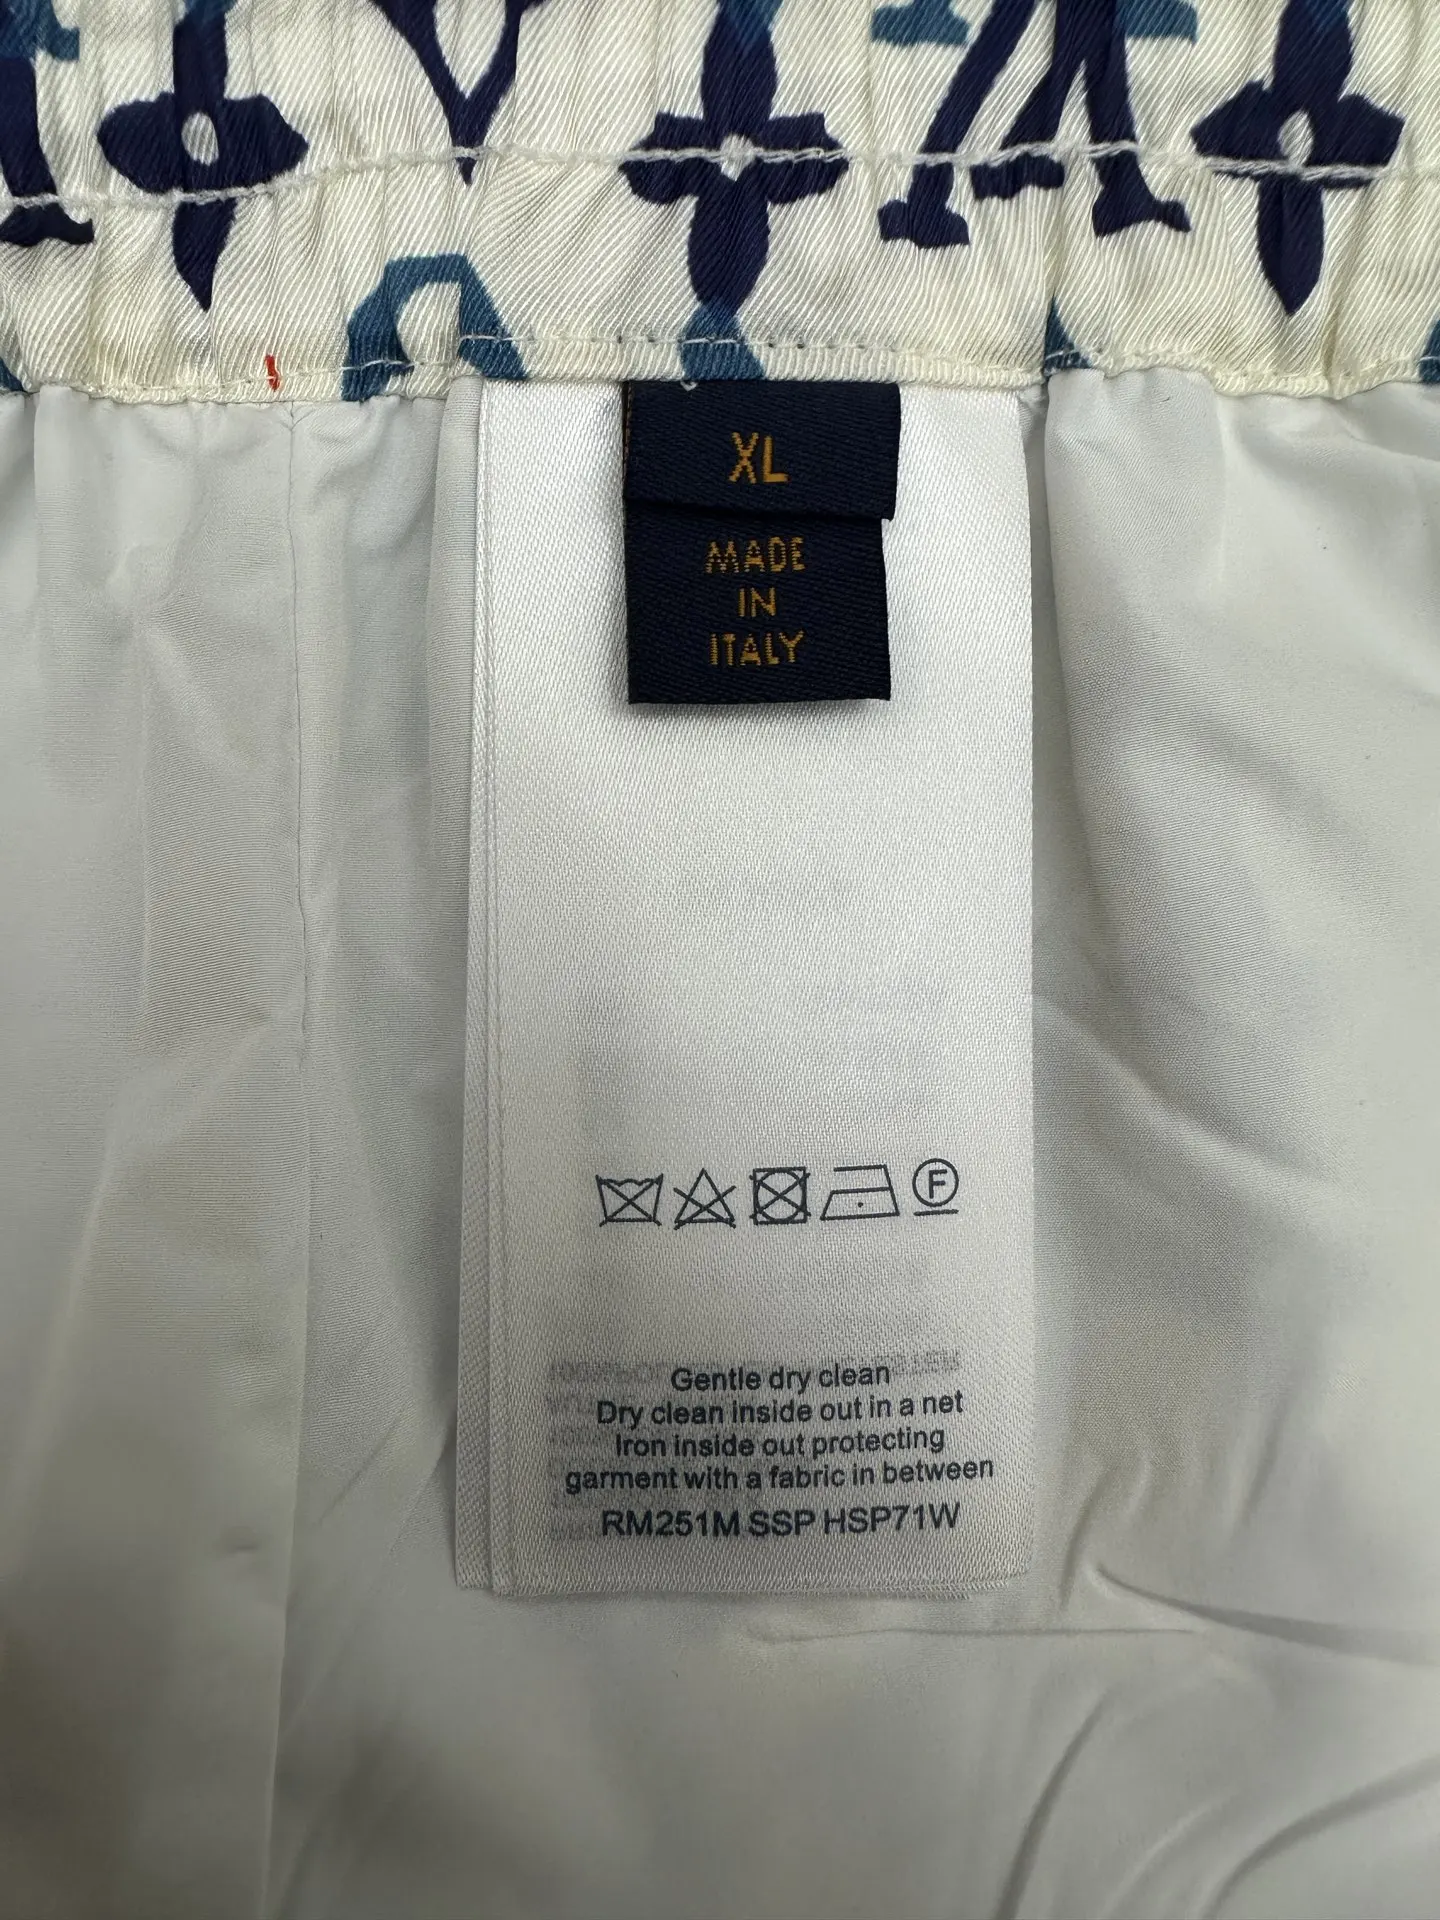 XL
MADE
IN
ITALY
F
Gentle dry clean
Dry clean inside out in a net
Iron inside out protecting
garment with a fabric in between
RM251M SSP HSP71W